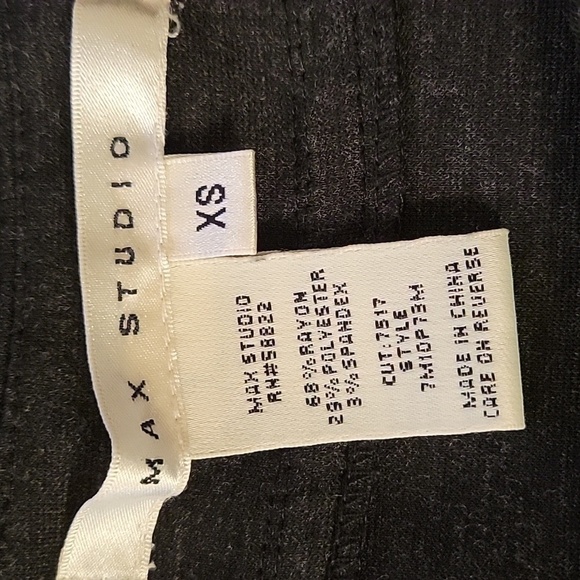 MAX STUDIO
XS
MAX STUDIO
RN#58822
68%RAYON
29%POLYESTER
3%SPANDEX
CUT:7517
STYLE
7M10P73M
MADE IN CHINA
CARE ON REVERSE